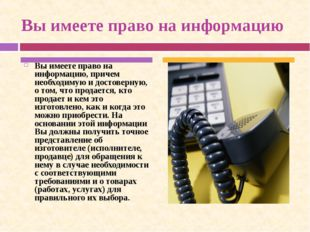 Вы имеете право на информацию
Вы имеете право на
информацию, причем
необходимую и достоверную,
о том, что продается, кто
продает и кем это
изготовлено, как и когда это
можно приобрести. На
основании этой информации
Вы должны получить точное
представление об
изготовителе (исполнителе,
продавце) для обращения к
нему в случае необходимости
с соответствующими
требованиями и о товарах
(работах, услугах) для
правильного их выбора.